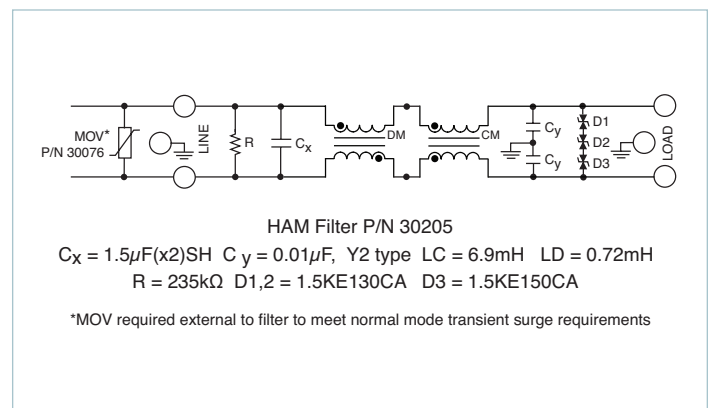 MOV*
P/N 30076
LINE
R
Cx
DM
CM
Cy
Cy
D1
D2
D3
LOAD
HAM Filter P/N 30205
Cx = 1.5µF(x2)SH C y = 0.01µF, Y2 type LC = 6.9mH LD = 0.72mH
R = 235kΩ D1,2 = 1.5KE130CA D3 = 1.5KE150CA
*MOV required external to filter to meet normal mode transient surge requirements